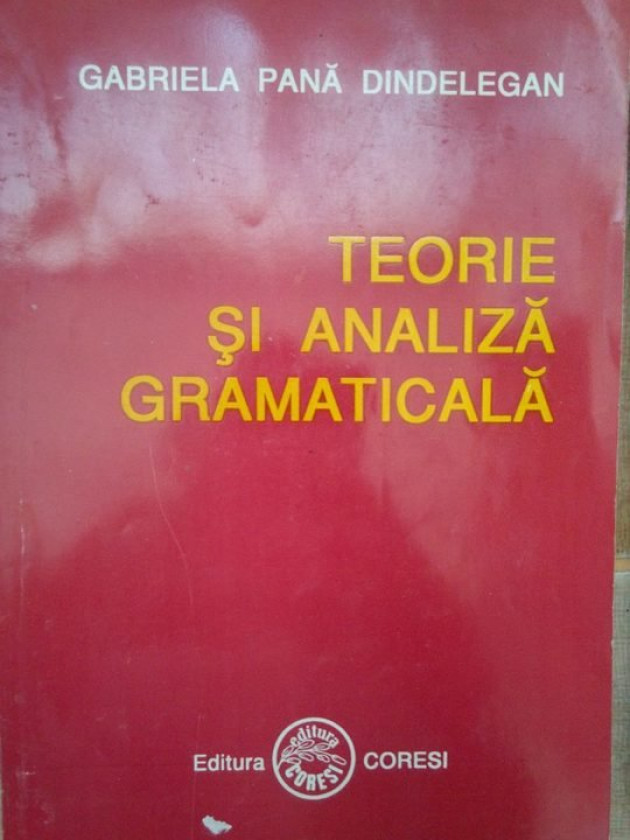 GABRIELA PANĂ DINDELEGAN
TEORIE
ŞI ANALIZĂ
GRAMATICALĂ
Editura
editura
CORESI
CORESI